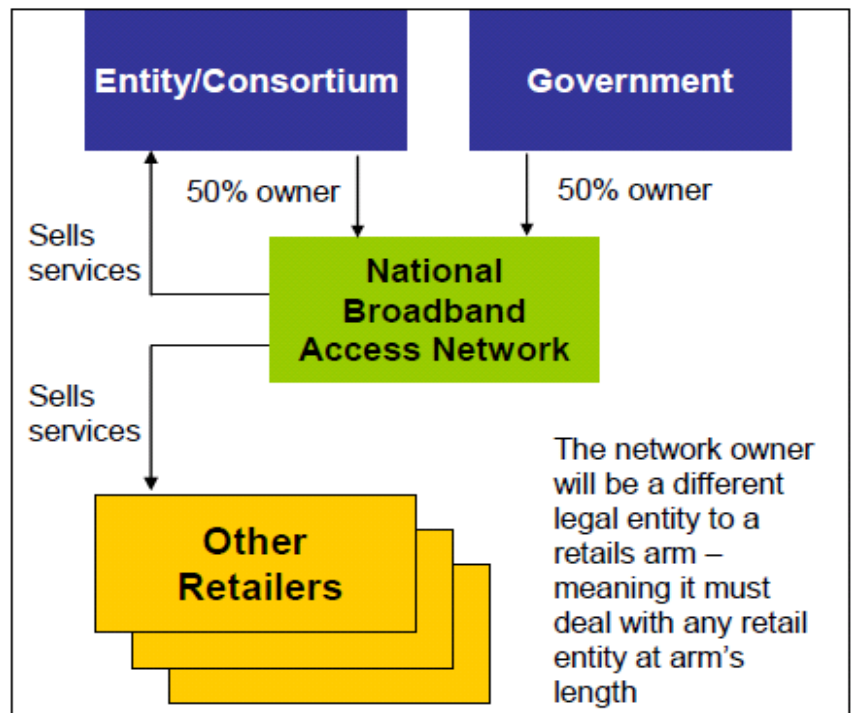 Entity/Consortium
Government
50% owner
50% owner
Sells
services
National
Broadband
Access Network
Sells
services
Other
Retailers
The network owner
will be a different
legal entity to a
retails arm –
meaning it must
deal with any retail
entity at arm's
length